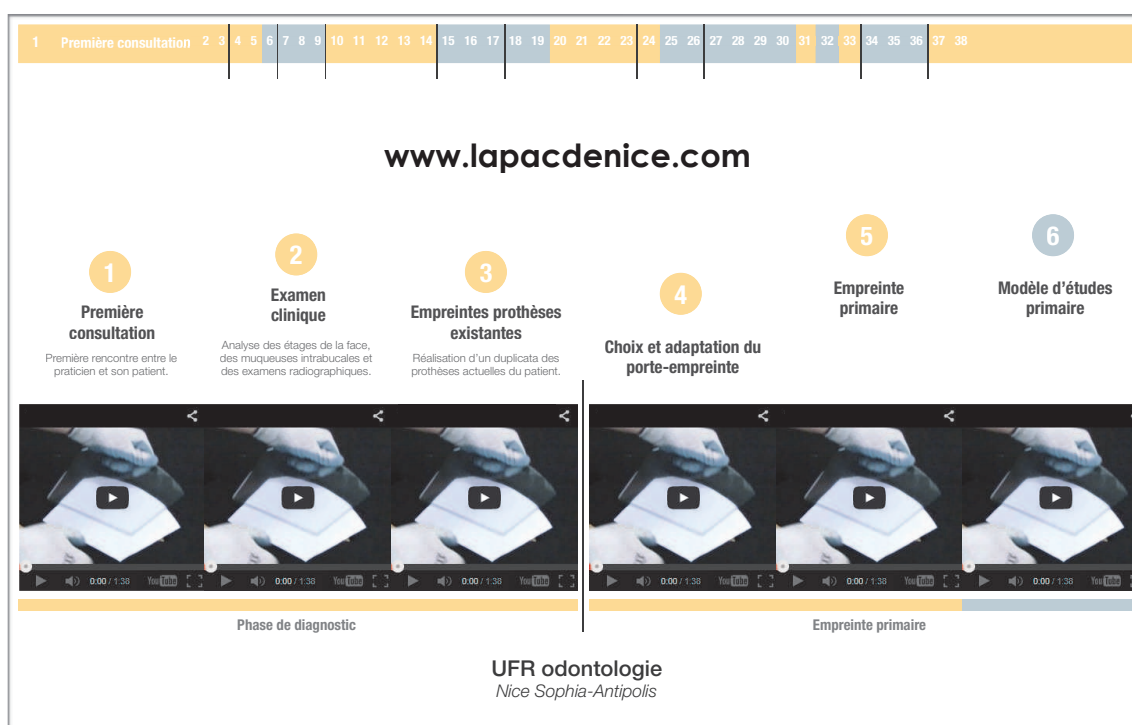 1 Première consultation 2 3 4 5 6 7 8 9 10 11 12 13 14 15 16 17 18 19 20 21 22 23 24 25 26 27 28 29 30 31 32 33 34 35 36 37 38
www.lapacdenice.com
1
Première
consultation
Première rencontre entre le
praticien et son patient.
2
Examen
clinique
Analyse des étages de la face,
des muqueuses intrabucales et
des examens radiographiques.
3
Empreintes prothèses
existantes
Réalisation d'un duplicata des
prothèses actuelles du patient.
4
Choix et adaptation du
porte-empreinte
5
Empreinte
primaire
6
Modèle d'études
primaire
0:00 / 1:38 YouTube
0:00 / 1:38 YouTube
0:00 / 1:38 YouTube
0:00 / 1:38 YouTube
0:00 / 1:38 YouTube
0:00 / 1:38 YouTube
Phase de diagnostic
Empreinte primaire
UFR odontologie
Nice Sophia-Antipolis